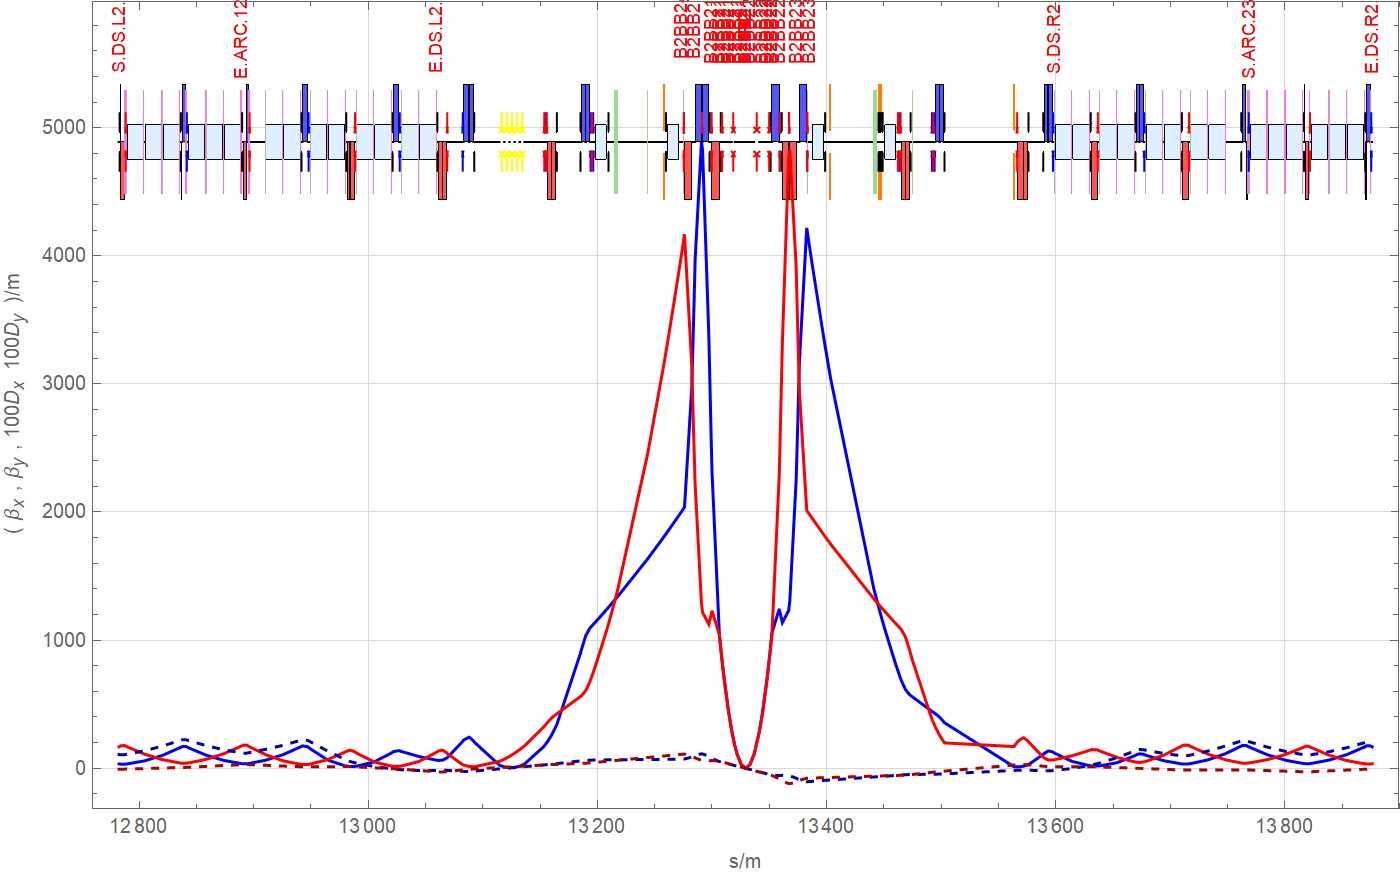 S.DS.L2.
E.ARC.12
E.DS.L2.
S.DS.R2
S.ARC.23
E.DS.R2
5000
4000
3000
2000
1000
0
( βx , βy , 100Dx 100Dy )/m
12 800
13 000
13 200
13 400
13 600
13 800
s/m